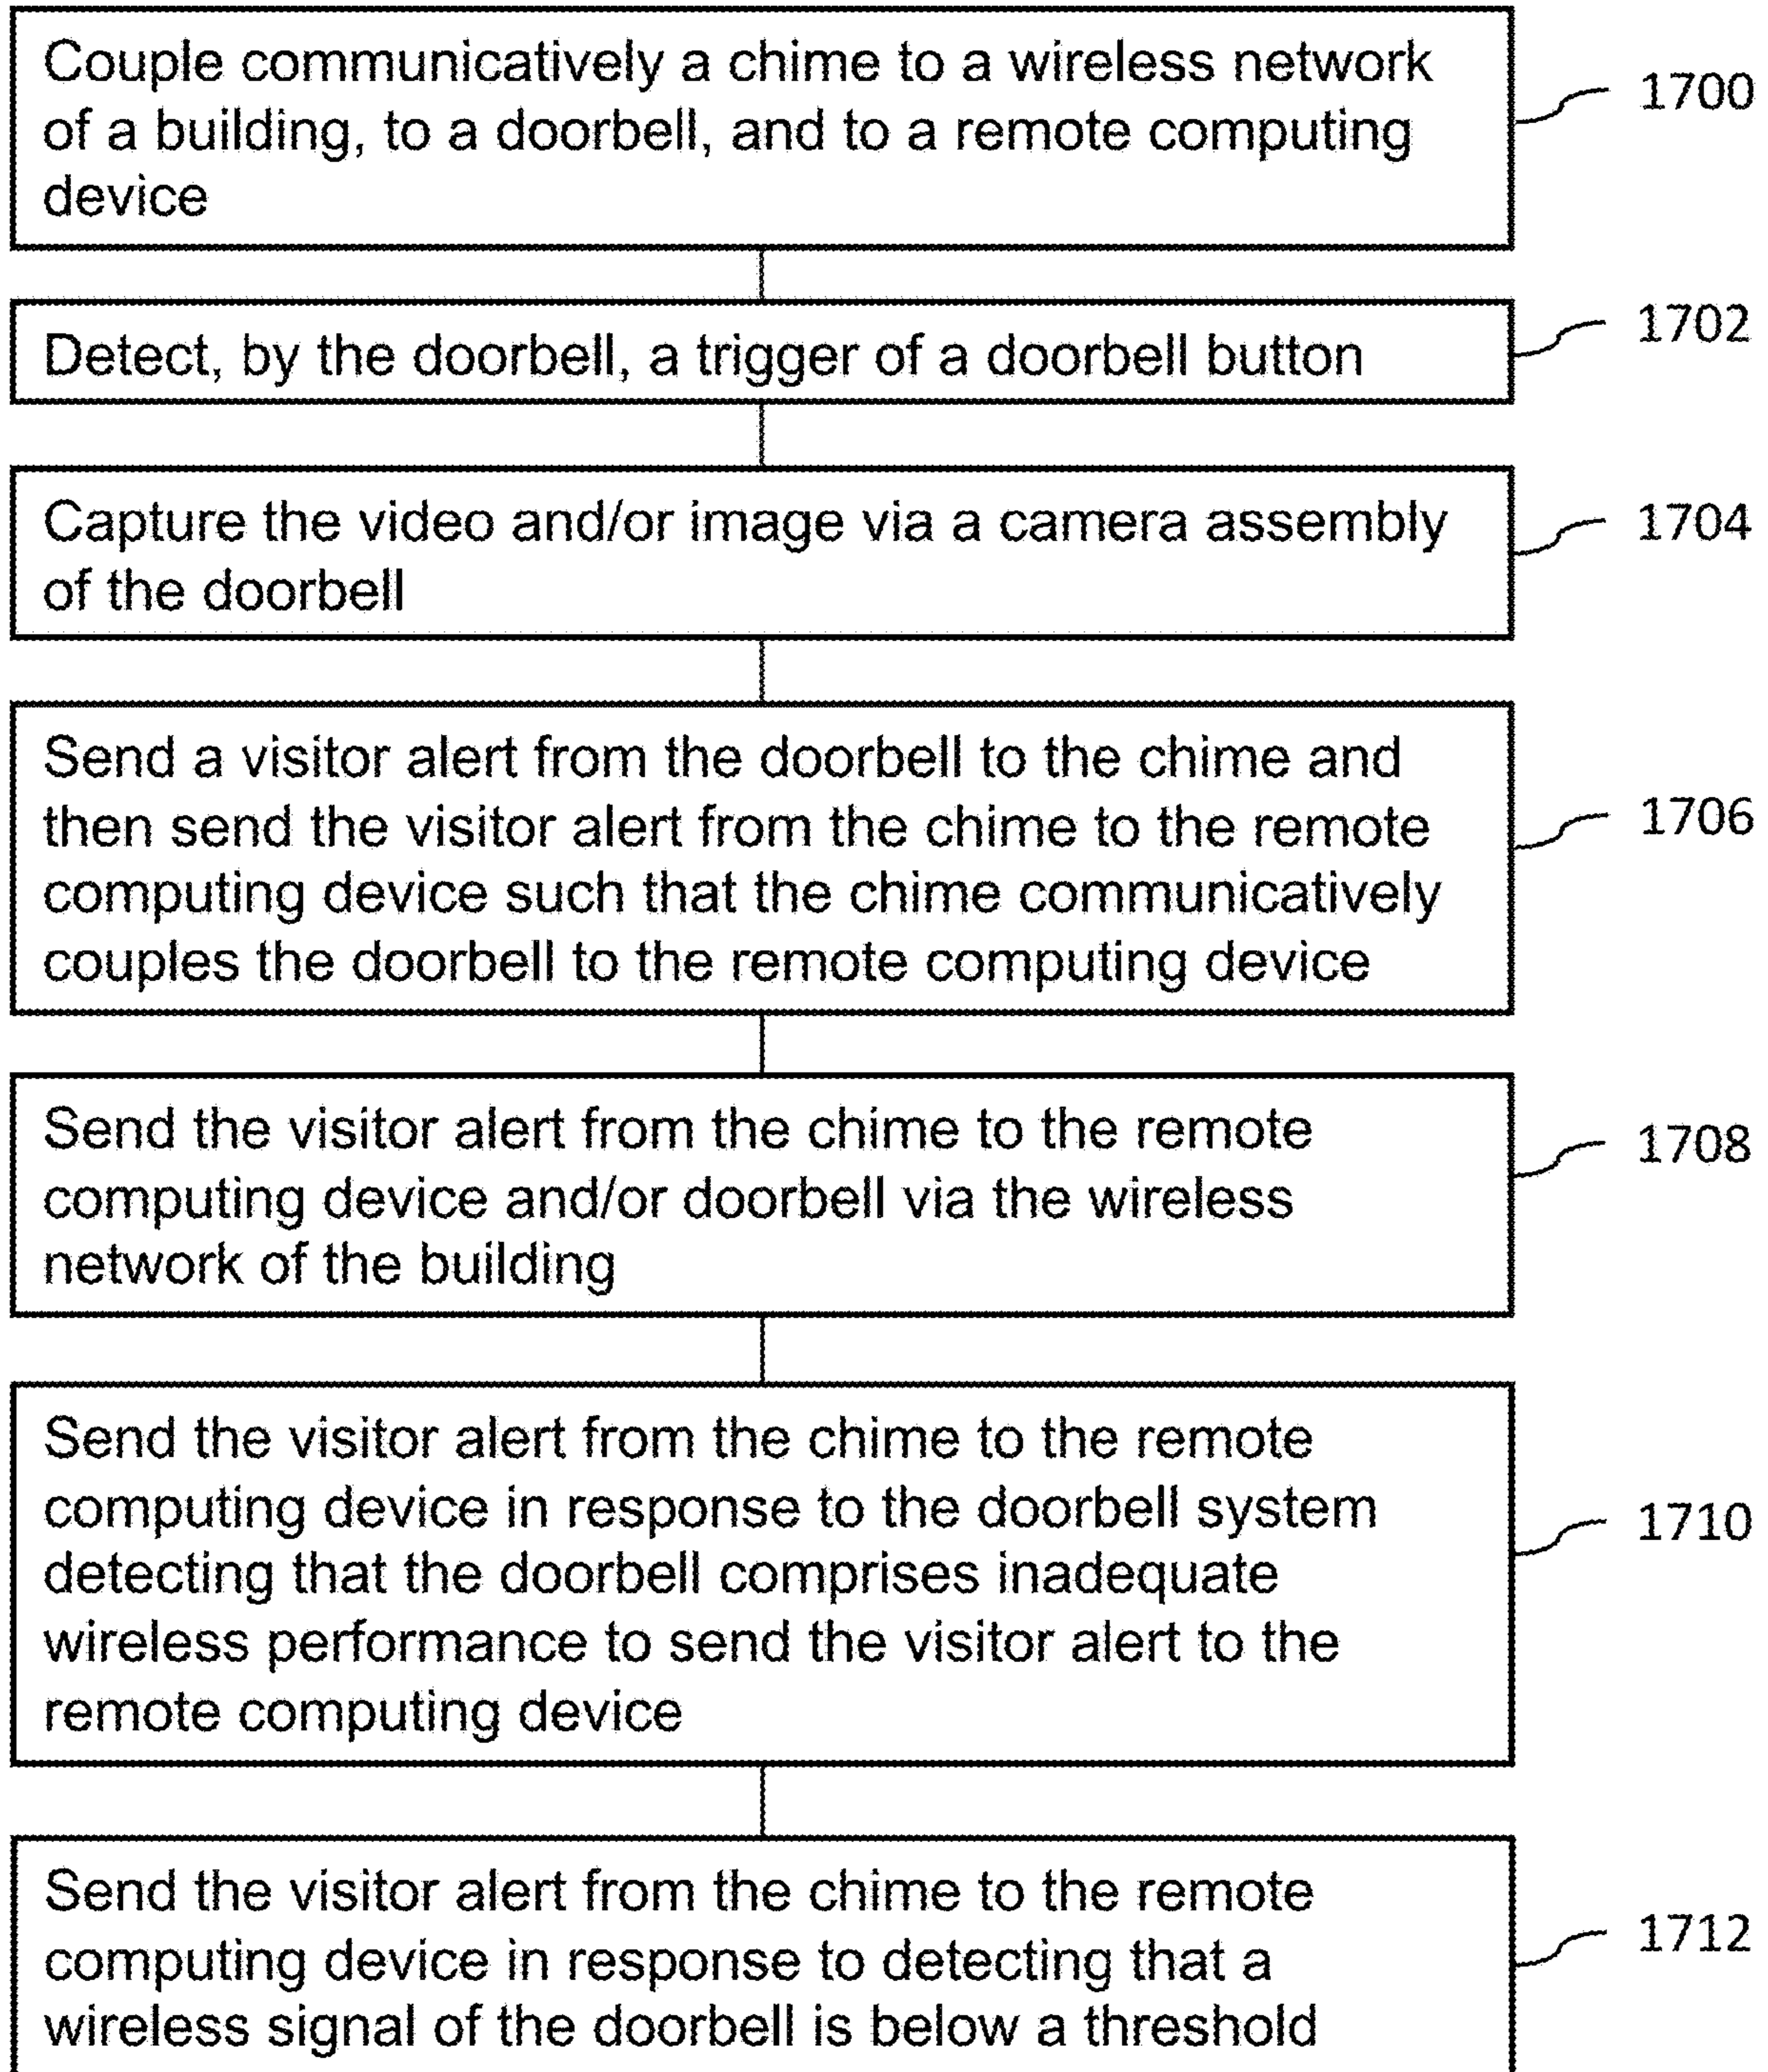 Couple communicatively a chime to a wireless network
of a building, to a doorbell, and to a remote computing
device
1700
Detect, by the doorbell, a trigger of a doorbell button
1702
Capture the video and/or image via a camera assembly
of the doorbell
1704
Send a visitor alert from the doorbell to the chime and
then send the visitor alert from the chime to the remote
computing device such that the chime communicatively
couples the doorbell to the remote computing device
1706
Send the visitor alert from the chime to the remote
computing device and/or doorbell via the wireless
network of the building
1708
Send the visitor alert from the chime to the remote
computing device in response to the doorbell system
detecting that the doorbell comprises inadequate
wireless performance to send the visitor alert to the
remote computing device
1710
Send the visitor alert from the chime to the remote
computing device in response to detecting that a
wireless signal of the doorbell is below a threshold
1712